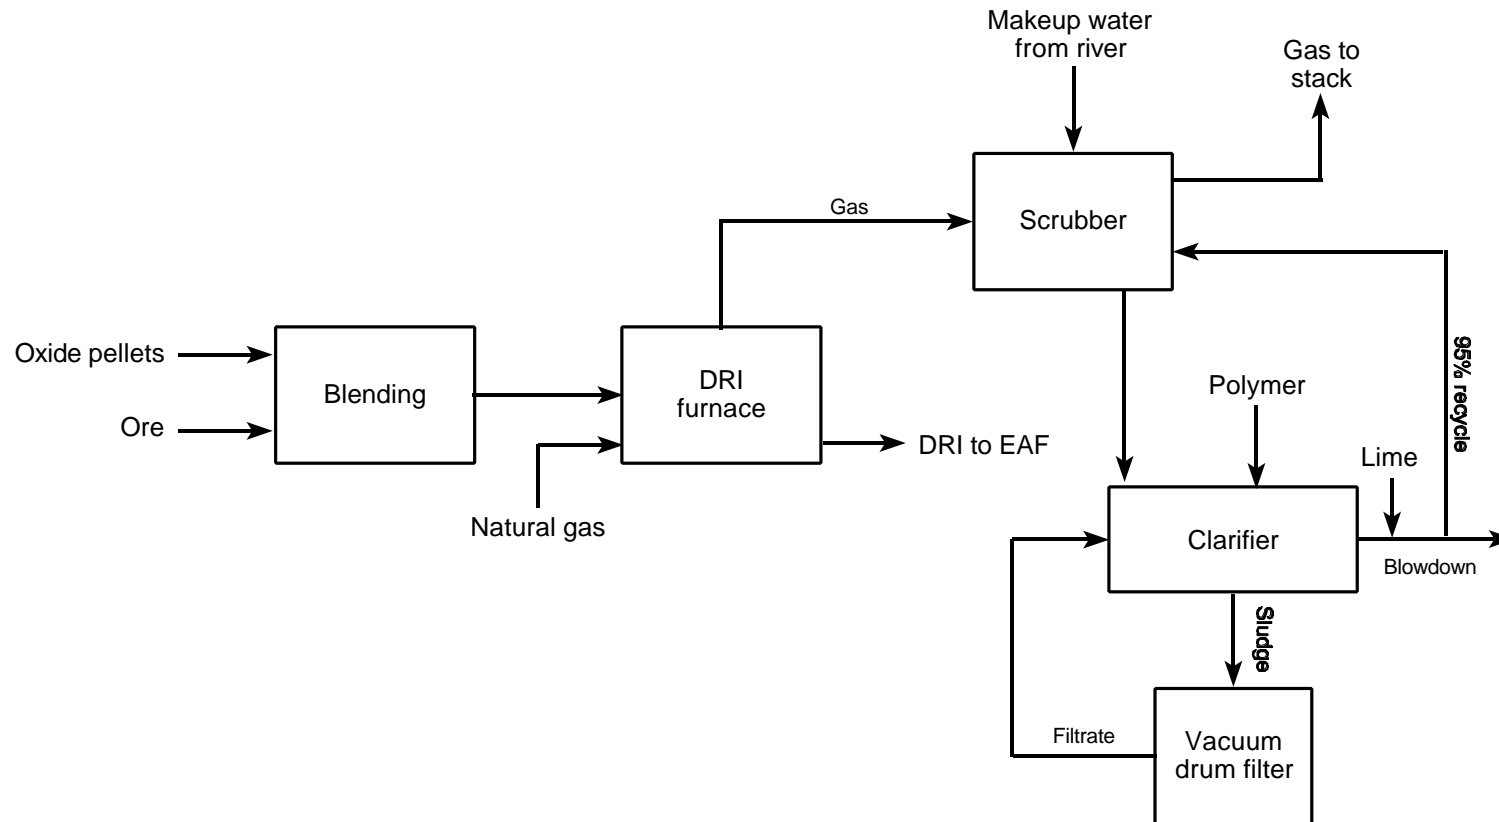 Makeup water
from river
Gas to
stack
Gas
Scrubber
Oxide pellets
Blending
DRI
furnace
95% recycle
Polymer
Ore
DRI to EAF
Lime
Natural gas
Clarifier
Blowdown
Sludge
Filtrate
Vacuum
drum filter